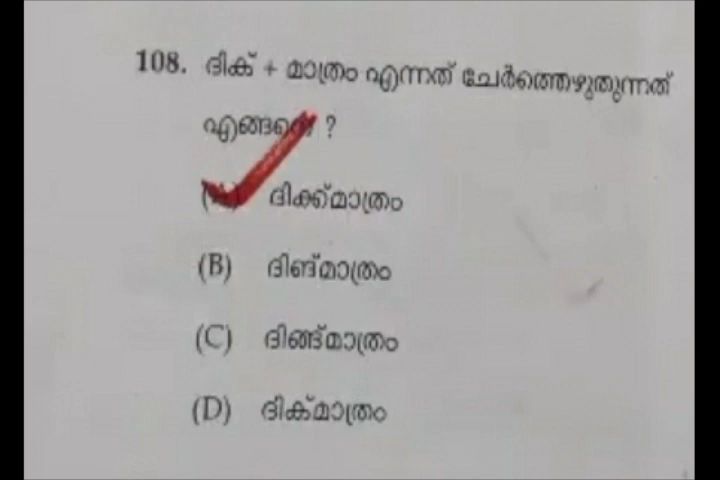 108. ദിക് + മാത്രം എന്നത് ചേർത്തെഴുതുന്നത്
എങ്ങനെ ?
(A) ദിക്ക്മാത്രം
(B) ദിങ്മാത്രം
(C) ദിങ്ങ്മാത്രം
(D) ദിക്മാത്രം